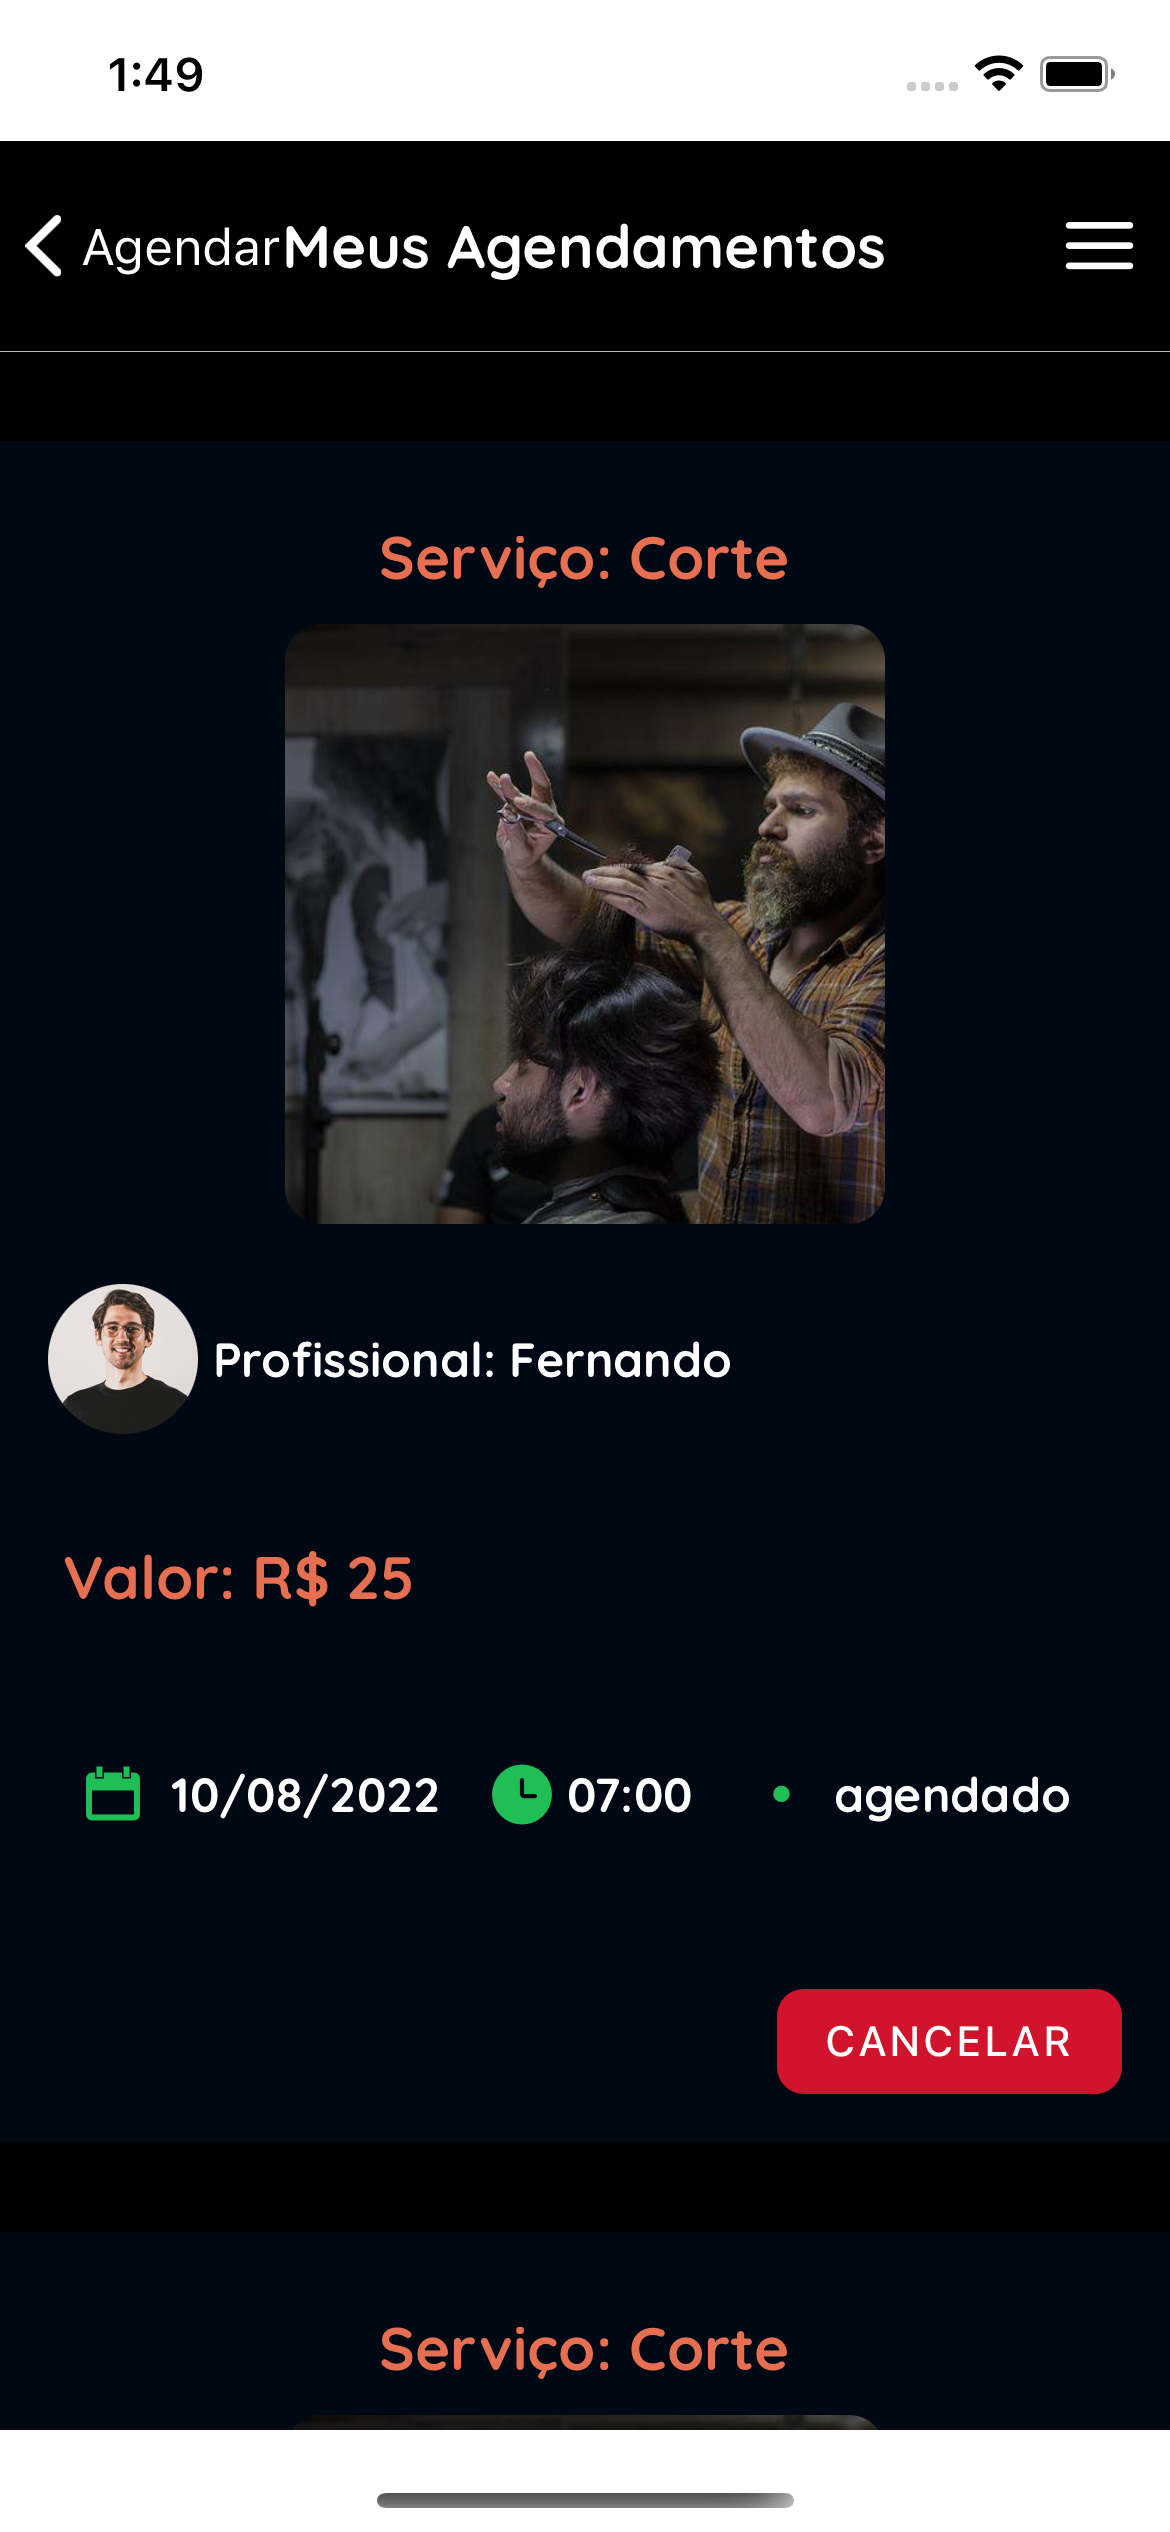 1:49
Agendar Meus Agendamentos
Serviço: Corte
Profissional: Fernando
Valor: R$ 25
10/08/2022 07:00 • agendado
CANCELAR
Serviço: Corte